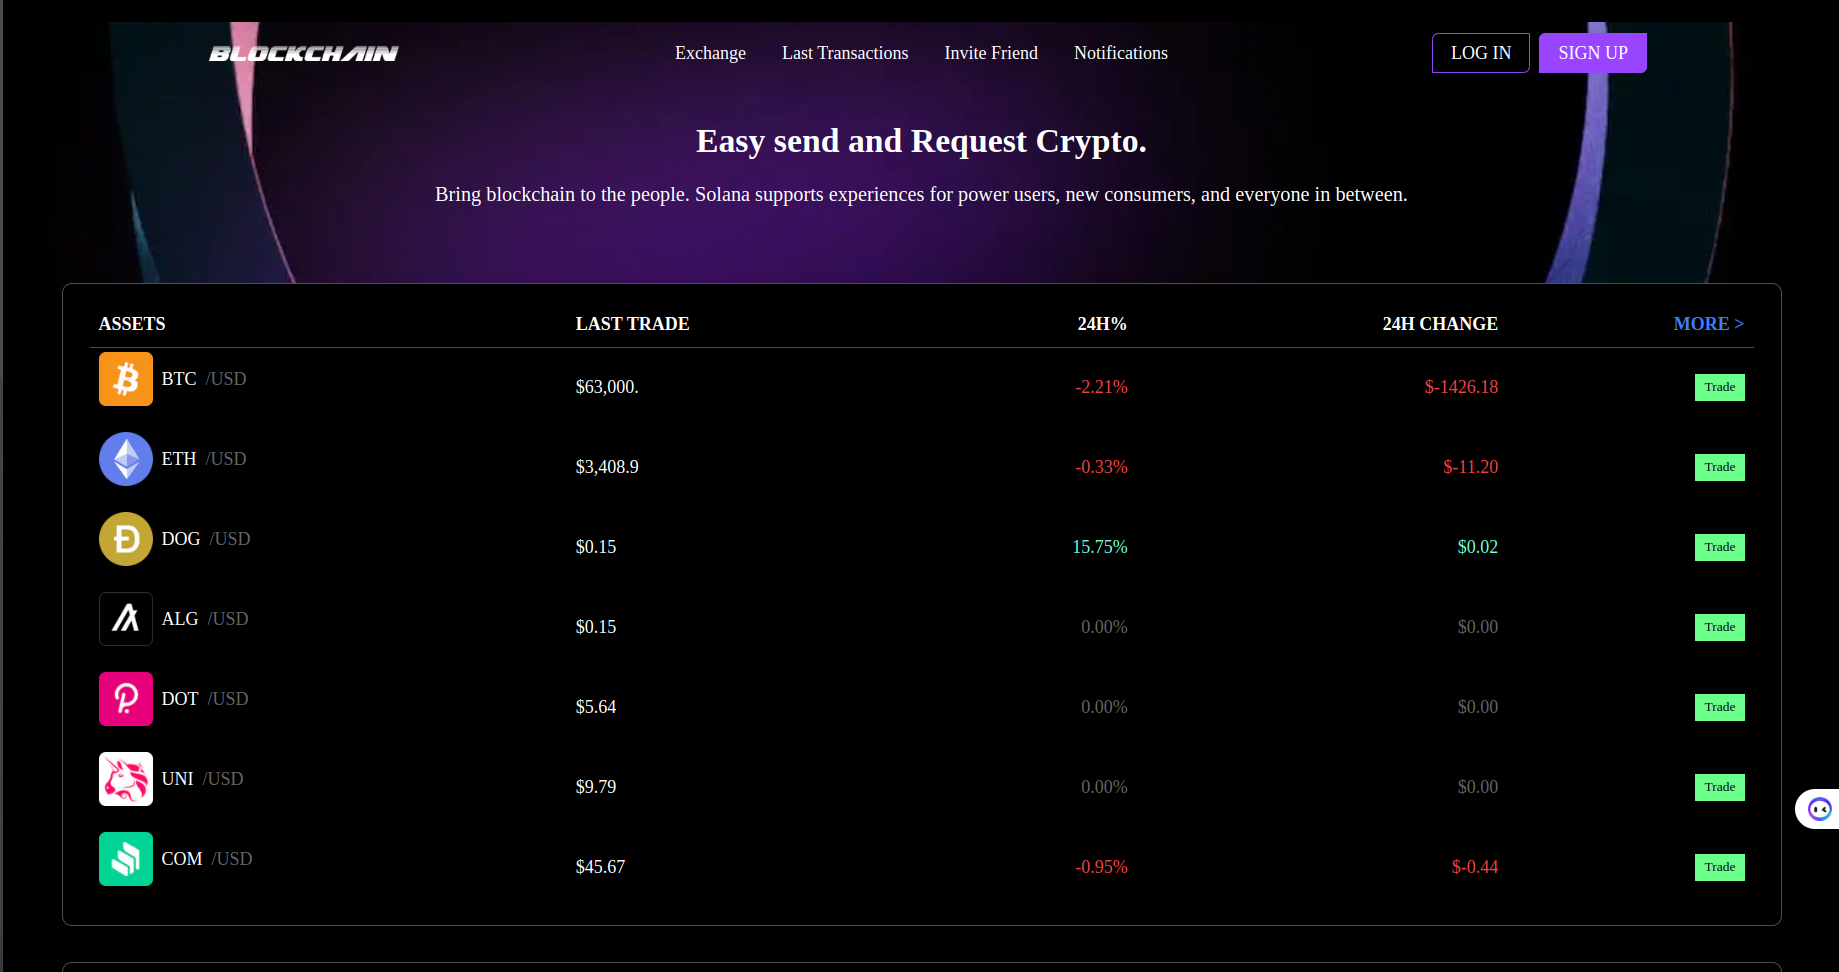 BLOCKCHAIN Exchange Last Transactions Invite Friend Notifications LOG IN SIGN UP
Easy send and Request Crypto.
Bring blockchain to the people. Solana supports experiences for power users, new consumers, and everyone in between.
ASSETS LAST TRADE 24H% 24H CHANGE MORE >
BTC /USD $63,000. -2.21% $-1426.18 Trade
ETH /USD $3,408.9 -0.33% $-11.20 Trade
DOG /USD $0.15 15.75% $0.02 Trade
ALG /USD $0.15 0.00% $0.00 Trade
DOT /USD $5.64 0.00% $0.00 Trade
UNI /USD $9.79 0.00% $0.00 Trade
COM /USD $45.67 -0.95% $-0.44 Trade